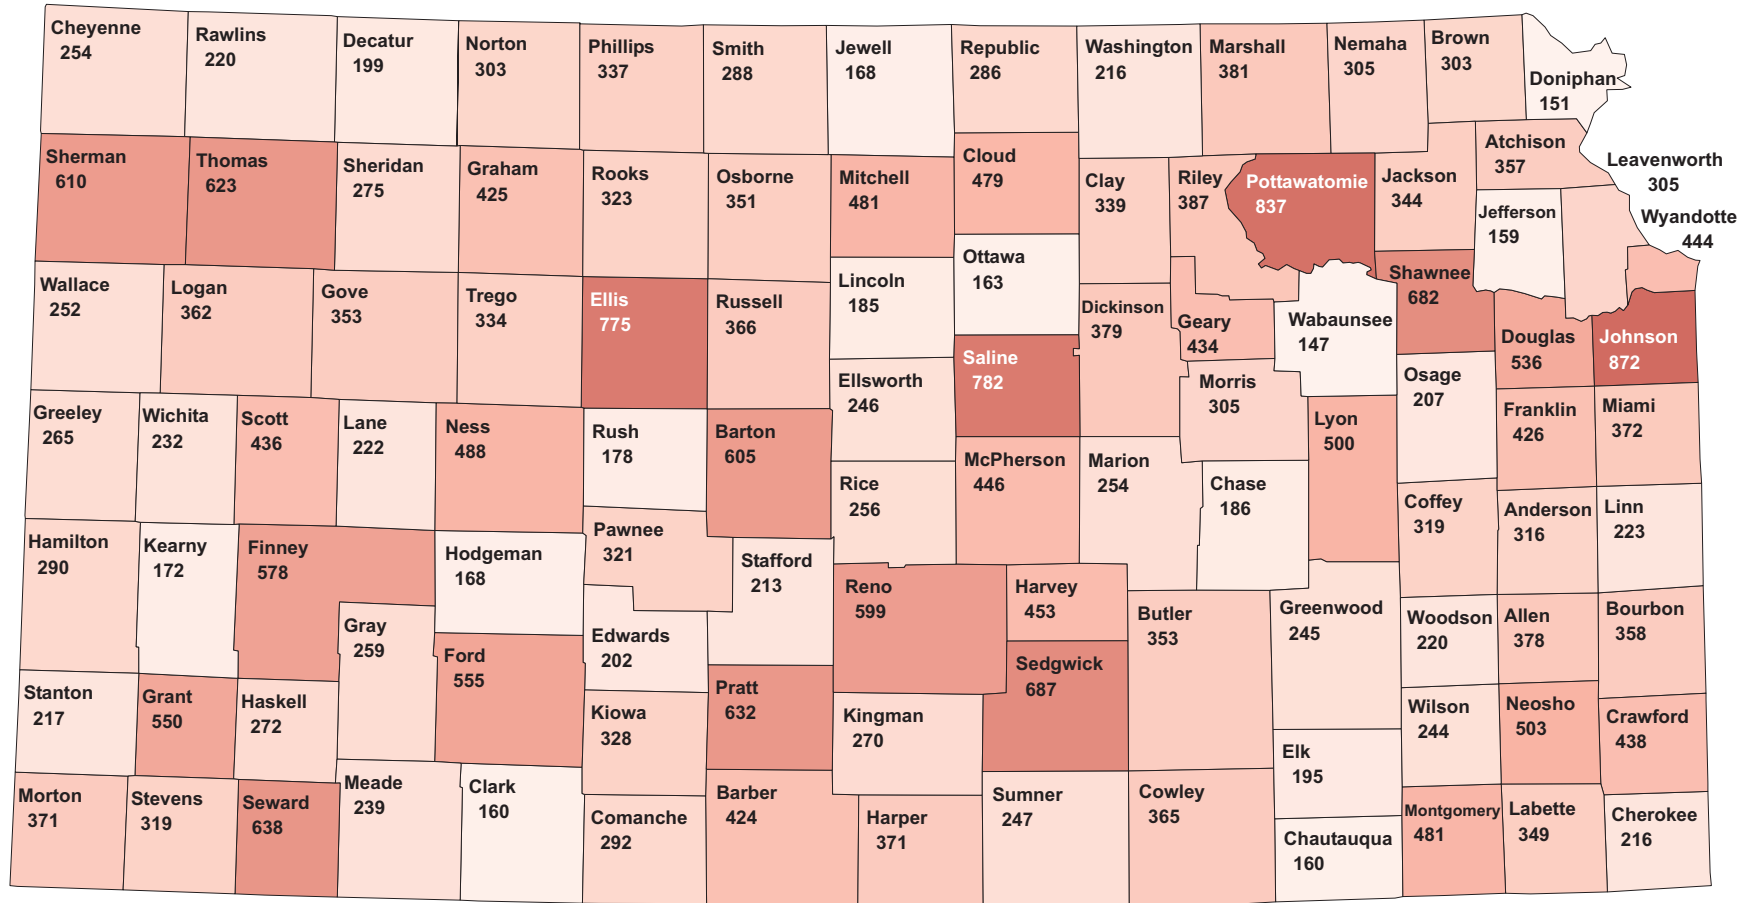 Cheyenne
254
Rawlins
220
Decatur
199
Norton
303
Phillips
337
Smith
288
Jewell
168
Republic
286
Washington
216
Marshall
381
Nemaha
305
Brown
303
Doniphan
151
Sherman
610
Thomas
623
Sheridan
275
Graham
425
Rooks
323
Osborne
351
Mitchell
481
Cloud
479
Clay
339
Riley
387
Pottawatomie
837
Jackson
344
Atchison
357
Jefferson
159
Leavenworth
305
Wyandotte
444
Wallace
252
Logan
362
Gove
353
Trego
334
Ellis
775
Russell
366
Lincoln
185
Ottawa
163
Dickinson
379
Geary
434
Wabaunsee
147
Shawnee
682
Douglas
536
Johnson
872
Ellsworth
246
Saline
782
Morris
305
Osage
207
Greeley
265
Wichita
232
Scott
436
Lane
222
Ness
488
Rush
178
Barton
605
Rice
256
McPherson
446
Marion
254
Chase
186
Lyon
500
Franklin
426
Miami
372
Coffey
319
Anderson
316
Linn
223
Hamilton
290
Kearny
172
Finney
578
Hodgeman
168
Pawnee
321
Stafford
213
Reno
599
Harvey
453
Butler
353
Greenwood
245
Woodson
220
Allen
378
Bourbon
358
Gray
259
Ford
555
Edwards
202
Sedgwick
687
Stanton
217
Grant
550
Haskell
272
Kiowa
328
Pratt
632
Kingman
270
Elk
195
Wilson
244
Neosho
503
Crawford
438
Morton
371
Stevens
319
Seward
638
Meade
239
Clark
160
Comanche
292
Barber
424
Harper
371
Sumner
247
Cowley
365
Chautauqua
160
Montgomery
481
Labette
349
Cherokee
216